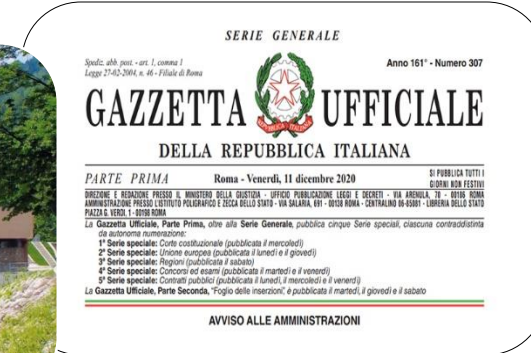 SERIE GENERALE
Spediz. abb. post. - art. 1, comma 1
Legge 27-02-2004, n. 46 - Filiale di Roma
Anno 161° - Numero 307
GAZZETTA UFFICIALE
REPVBBLICA ITALIANA
DELLA REPUBBLICA ITALIANA
PARTE PRIMA
Roma - Venerdì, 11 dicembre 2020
SI PUBBLICA TUTTI I
GIORNI NON FESTIVI
DIREZIONE E REDAZIONE PRESSO IL MINISTERO DELLA GIUSTIZIA - UFFICIO PUBBLICAZIONE LEGGI E DECRETI - VIA ARENULA, 70 - 00186 ROMA
AMMINISTRAZIONE PRESSO L'ISTITUTO POLIGRAFICO E ZECCA DELLO STATO - VIA SALARIA, 691 - 00138 ROMA - CENTRALINO 06-85081 - LIBRERIA DELLO STATO
PIAZZA G. VERDI, 1 - 00198 ROMA
La Gazzetta Ufficiale, Parte Prima, oltre alla Serie Generale, pubblica cinque Serie speciali, ciascuna contraddistinta
da autonoma numerazione:
1ª Serie speciale: Corte costituzionale (pubblicata il mercoledì)
2ª Serie speciale: Unione europea (pubblicata il lunedì e il giovedì)
3ª Serie speciale: Regioni (pubblicata il sabato)
4ª Serie speciale: Concorsi ed esami (pubblicata il martedì e il venerdì)
5ª Serie speciale: Contratti pubblici (pubblicata il lunedì, il mercoledì e il venerdì)
La Gazzetta Ufficiale, Parte Seconda, "Foglio delle inserzioni", è pubblicata il martedì, il giovedì e il sabato
AVVISO ALLE AMMINISTRAZIONI